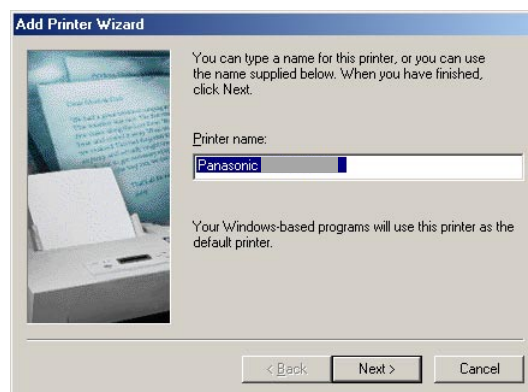 Add Printer Wizard
You can type a name for this printer, or you can use
the name supplied below. When you have finished,
click Next.
Printer name:
Panasonic
Your Windows-based programs will use this printer as the
default printer.
< Back
Next >
Cancel